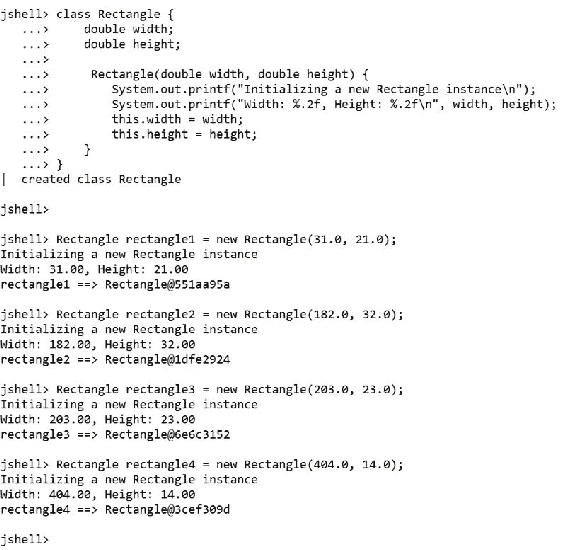 jshell> class Rectangle {
   ...>     double width;
   ...>     double height;
   ...>
   ...>      Rectangle(double width, double height) {
   ...>         System.out.printf("Initializing a new Rectangle instance\n");
   ...>         System.out.printf("Width: %.2f, Height: %.2f\n", width, height);
   ...>         this.width = width;
   ...>         this.height = height;
   ...>     }
   ...> }
|  created class Rectangle

jshell>

jshell> Rectangle rectangle1 = new Rectangle(31.0, 21.0);
Initializing a new Rectangle instance
Width: 31.00, Height: 21.00
rectangle1 ==> Rectangle@551aa95a

jshell> Rectangle rectangle2 = new Rectangle(182.0, 32.0);
Initializing a new Rectangle instance
Width: 182.00, Height: 32.00
rectangle2 ==> Rectangle@1dfe2924

jshell> Rectangle rectangle3 = new Rectangle(203.0, 23.0);
Initializing a new Rectangle instance
Width: 203.00, Height: 23.00
rectangle3 ==> Rectangle@6e6c3152

jshell> Rectangle rectangle4 = new Rectangle(404.0, 14.0);
Initializing a new Rectangle instance
Width: 404.00, Height: 14.00
rectangle4 ==> Rectangle@3cef309d

jshell>